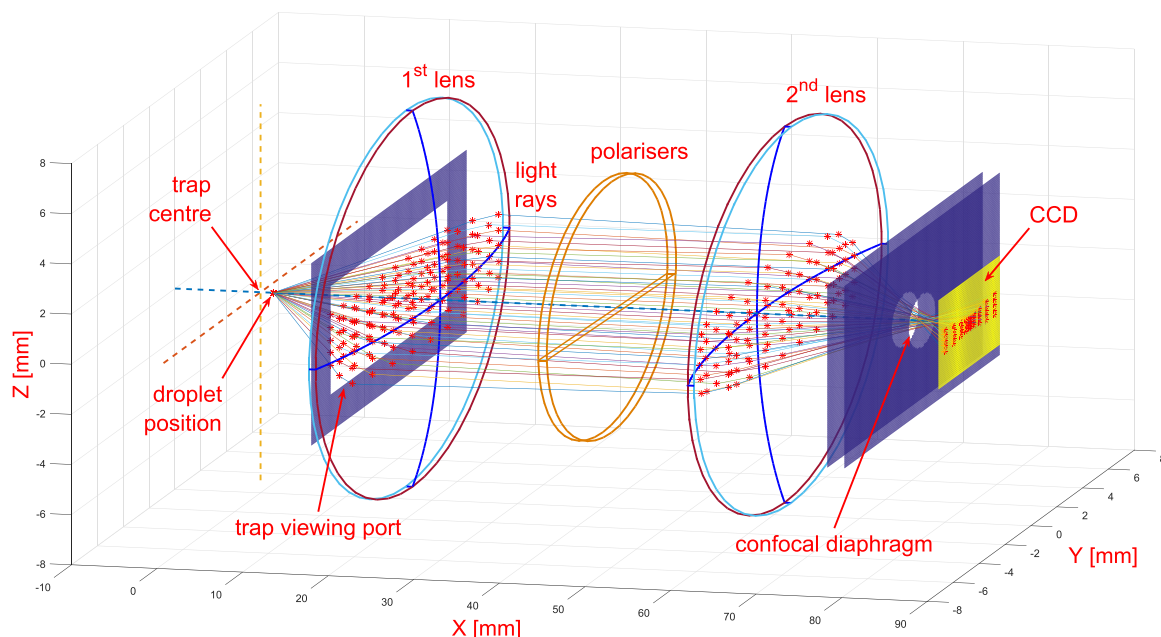 1st lens
2nd lens
polarisers
light
rays
trap
centre
CCD
droplet
position
trap viewing port
confocal diaphragm
Z [mm]
8
6
4
2
0
-2
-4
-6
-8
X [mm]
-10
0
10
20
30
40
50
60
70
80
90
Y [mm]
-8
-6
-4
-2
0
2
4
6